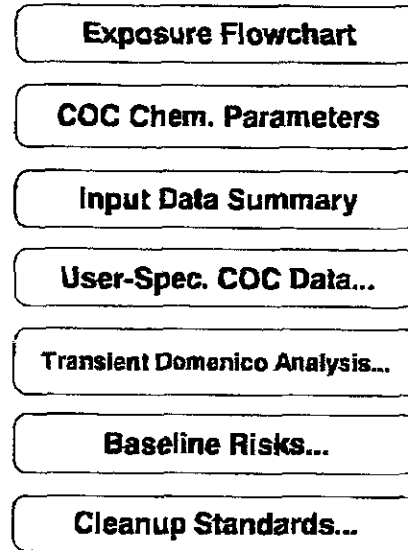 Exposure Flowchart
COC Chem. Parameters
Input Data Summary
User-Spec. COC Data...
Transient Domenico Analysis...
Baseline Risks...
Cleanup Standards...